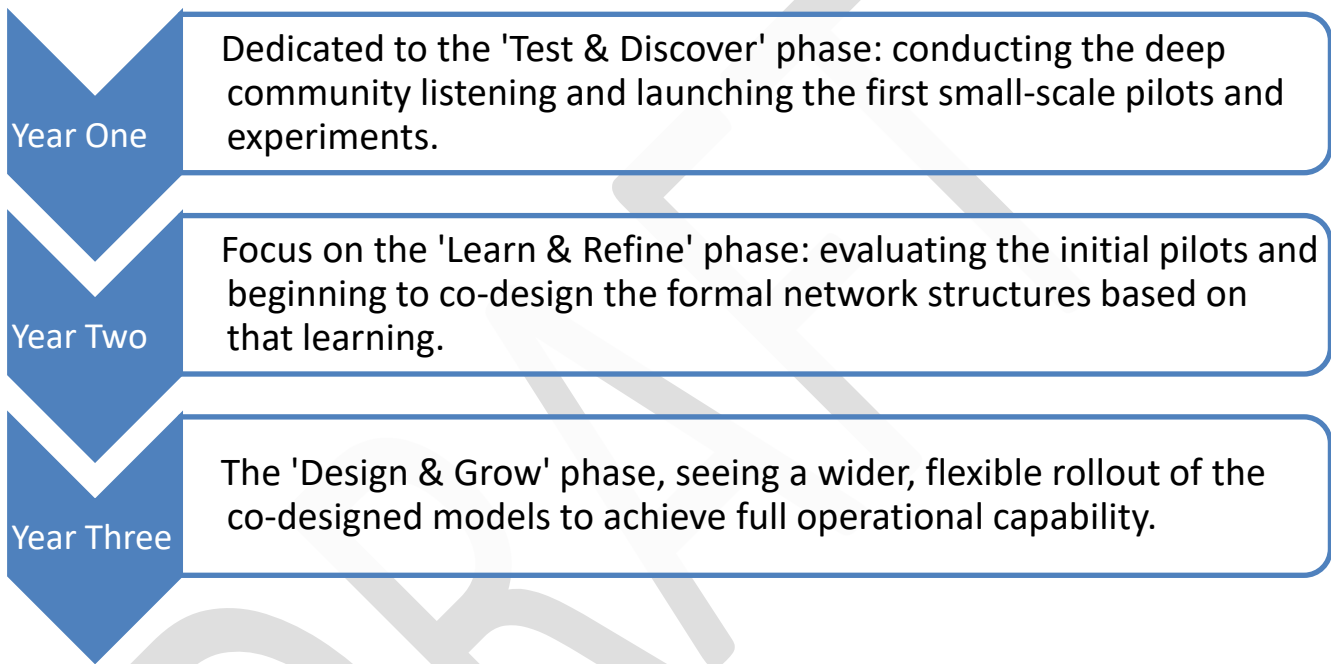 Year One
Dedicated to the 'Test & Discover' phase: conducting the deep
community listening and launching the first small-scale pilots and
experiments.
Year Two
Focus on the 'Learn & Refine' phase: evaluating the initial pilots and
beginning to co-design the formal network structures based on
that learning.
Year Three
The 'Design & Grow' phase, seeing a wider, flexible rollout of the
co-designed models to achieve full operational capability.
DRAFT